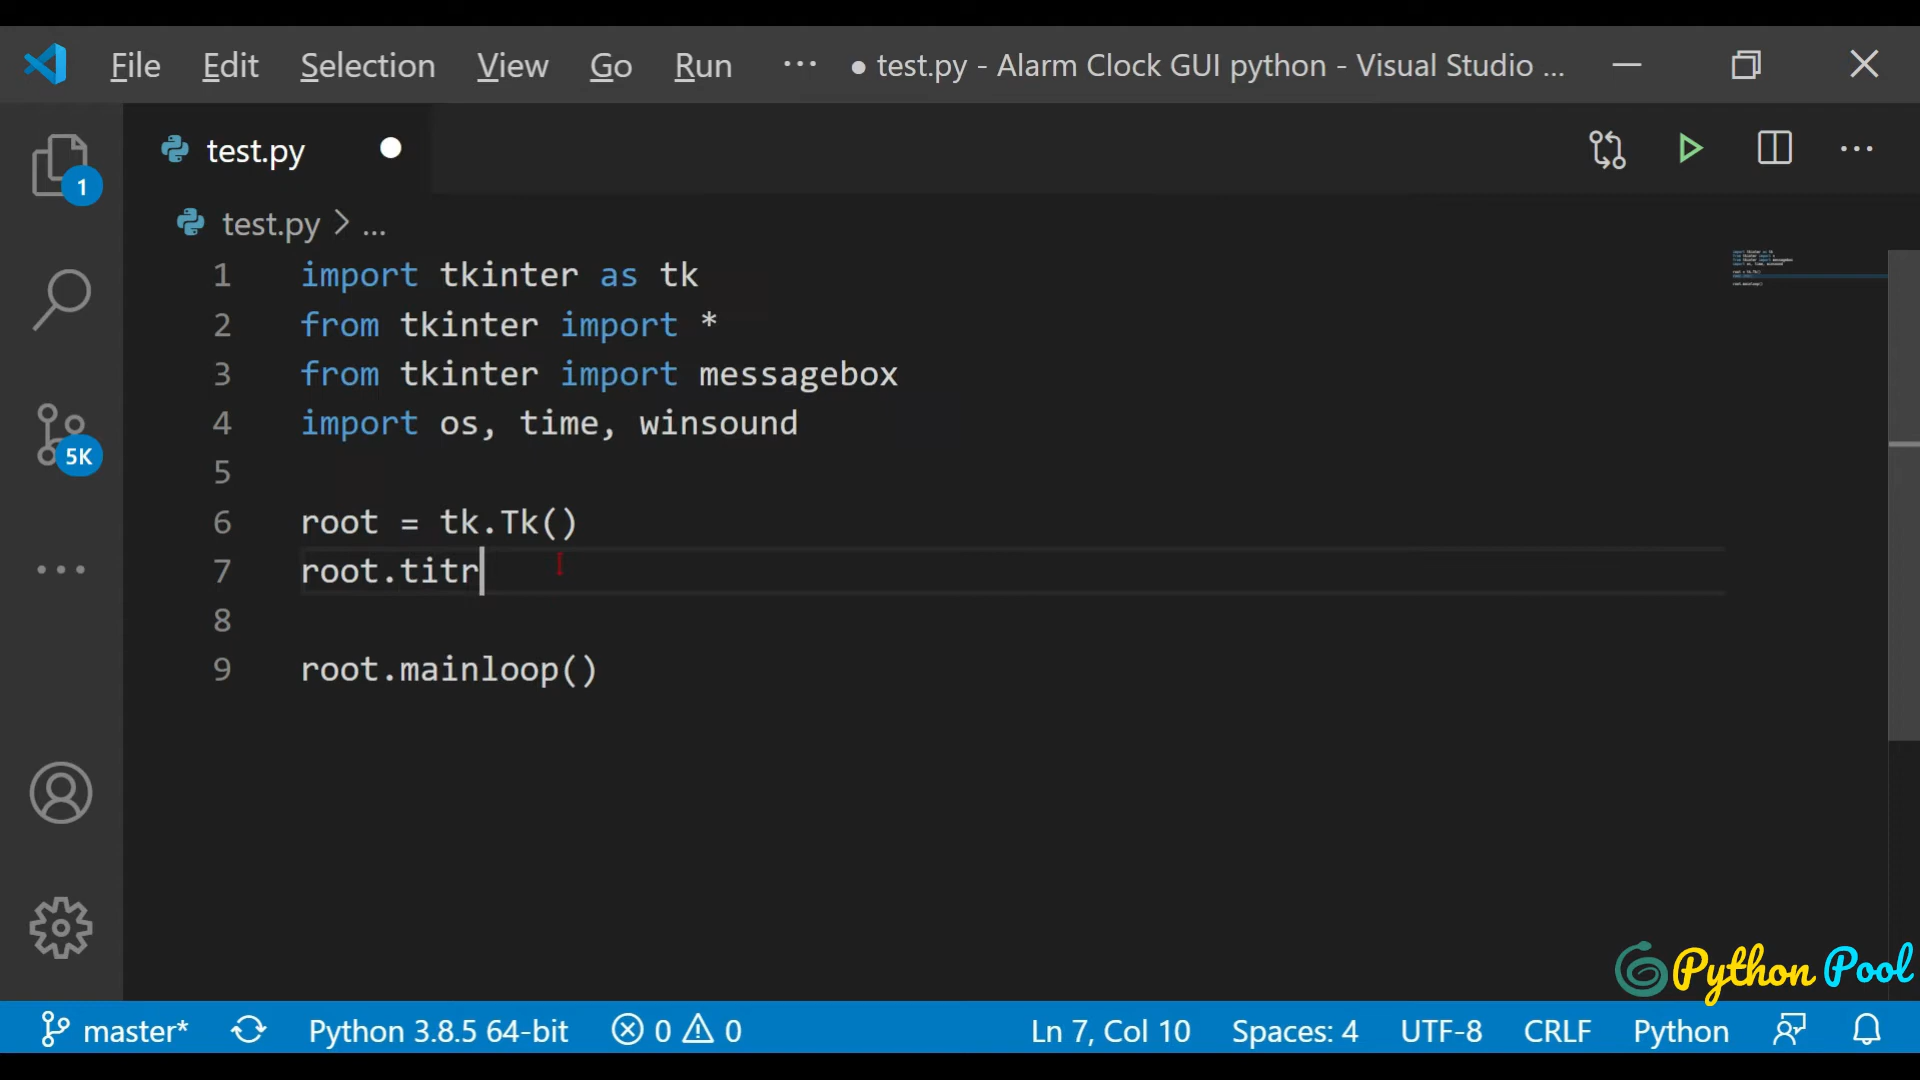 File Edit Selection View Go Run ··· ● test.py - Alarm Clock GUI python - Visual Studio ...
test.py ●
1
test.py > ...
1 import tkinter as tk
2 from tkinter import *
3 from tkinter import messagebox
4 import os, time, winsound
5
6 root = tk.Tk()
7 root.titr
8
9 root.mainloop()
5K
Python Pool
master* Python 3.8.5 64-bit 0 0 Ln 7, Col 10 Spaces: 4 UTF-8 CRLF Python